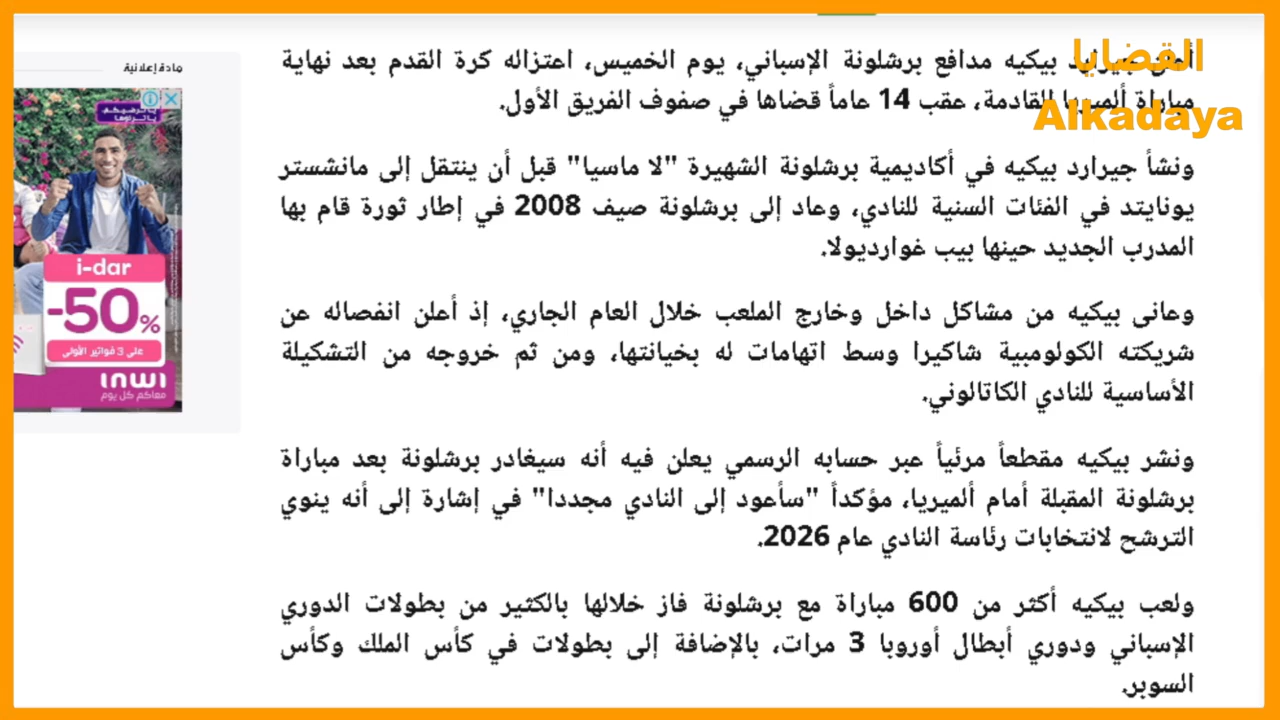 القضايا
Alkadaya
أعلن جيرارد بيكيه مدافع برشلونة الإسباني، يوم الخميس، اعتزاله كرة القدم بعد نهاية
مباراة ألميريا القادمة، عقب 14 عاماً قضاها في صفوف الفريق الأول.
ونشأ جيرارد بيكيه في أكاديمية برشلونة الشهيرة "لا ماسيا" قبل أن ينتقل إلى مانشستر
يونايتد في الفئات السنية للنادي، وعاد إلى برشلونة صيف 2008 في إطار ثورة قام بها
المدرب الجديد حينها بيب غوارديولا.
وعانى بيكيه من مشاكل داخل وخارج الملعب خلال العام الجاري، إذ أعلن انفصاله عن
شريكته الكولومبية شاكيرا وسط اتهامات له بخيانتها، ومن ثم خروجه من التشكيلة
الأساسية للنادي الكاتالوني.
ونشر بيكيه مقطعاً مرئياً عبر حسابه الرسمي يعلن فيه أنه سيغادر برشلونة بعد مباراة
برشلونة المقبلة أمام ألميريا، مؤكداً "سأعود إلى النادي مجددا" في إشارة إلى أنه ينوي
الترشح لانتخابات رئاسة النادي عام 2026.
ولعب بيكيه أكثر من 600 مباراة مع برشلونة فاز خلالها بالكثير من بطولات الدوري
الإسباني ودوري أبطال أوروبا 3 مرات، بالإضافة إلى بطولات في كأس الملك وكأس
السوبر.
مادة إعلانية
i-dar
-50%
على 3 فواتير الأولى
inwi
معاكم كل يوم